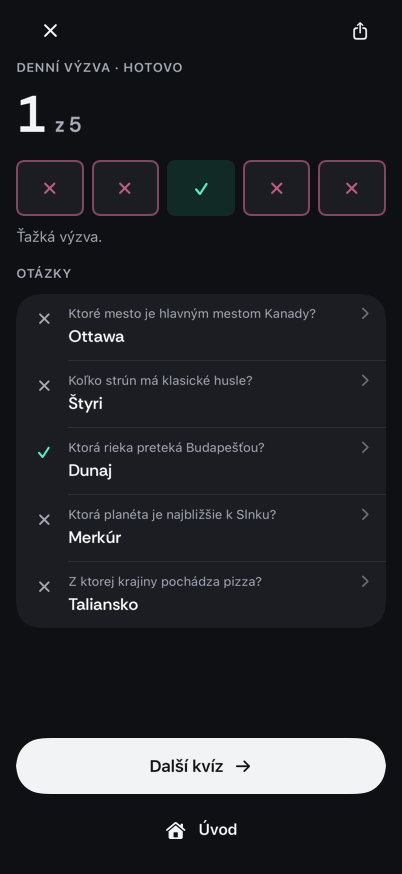 DENNÍ VÝZVA · HOTOVO
1 z 5
Ťažká výzva.
OTÁZKY
Ktoré mesto je hlavným mestom Kanady?
Ottawa
Koľko strún má klasické husle?
Štyri
Ktorá rieka preteká Budapešťou?
Dunaj
Ktorá planéta je najbližšie k Slnku?
Merkúr
Z ktorej krajiny pochádza pizza?
Taliansko
Další kvíz
Úvod